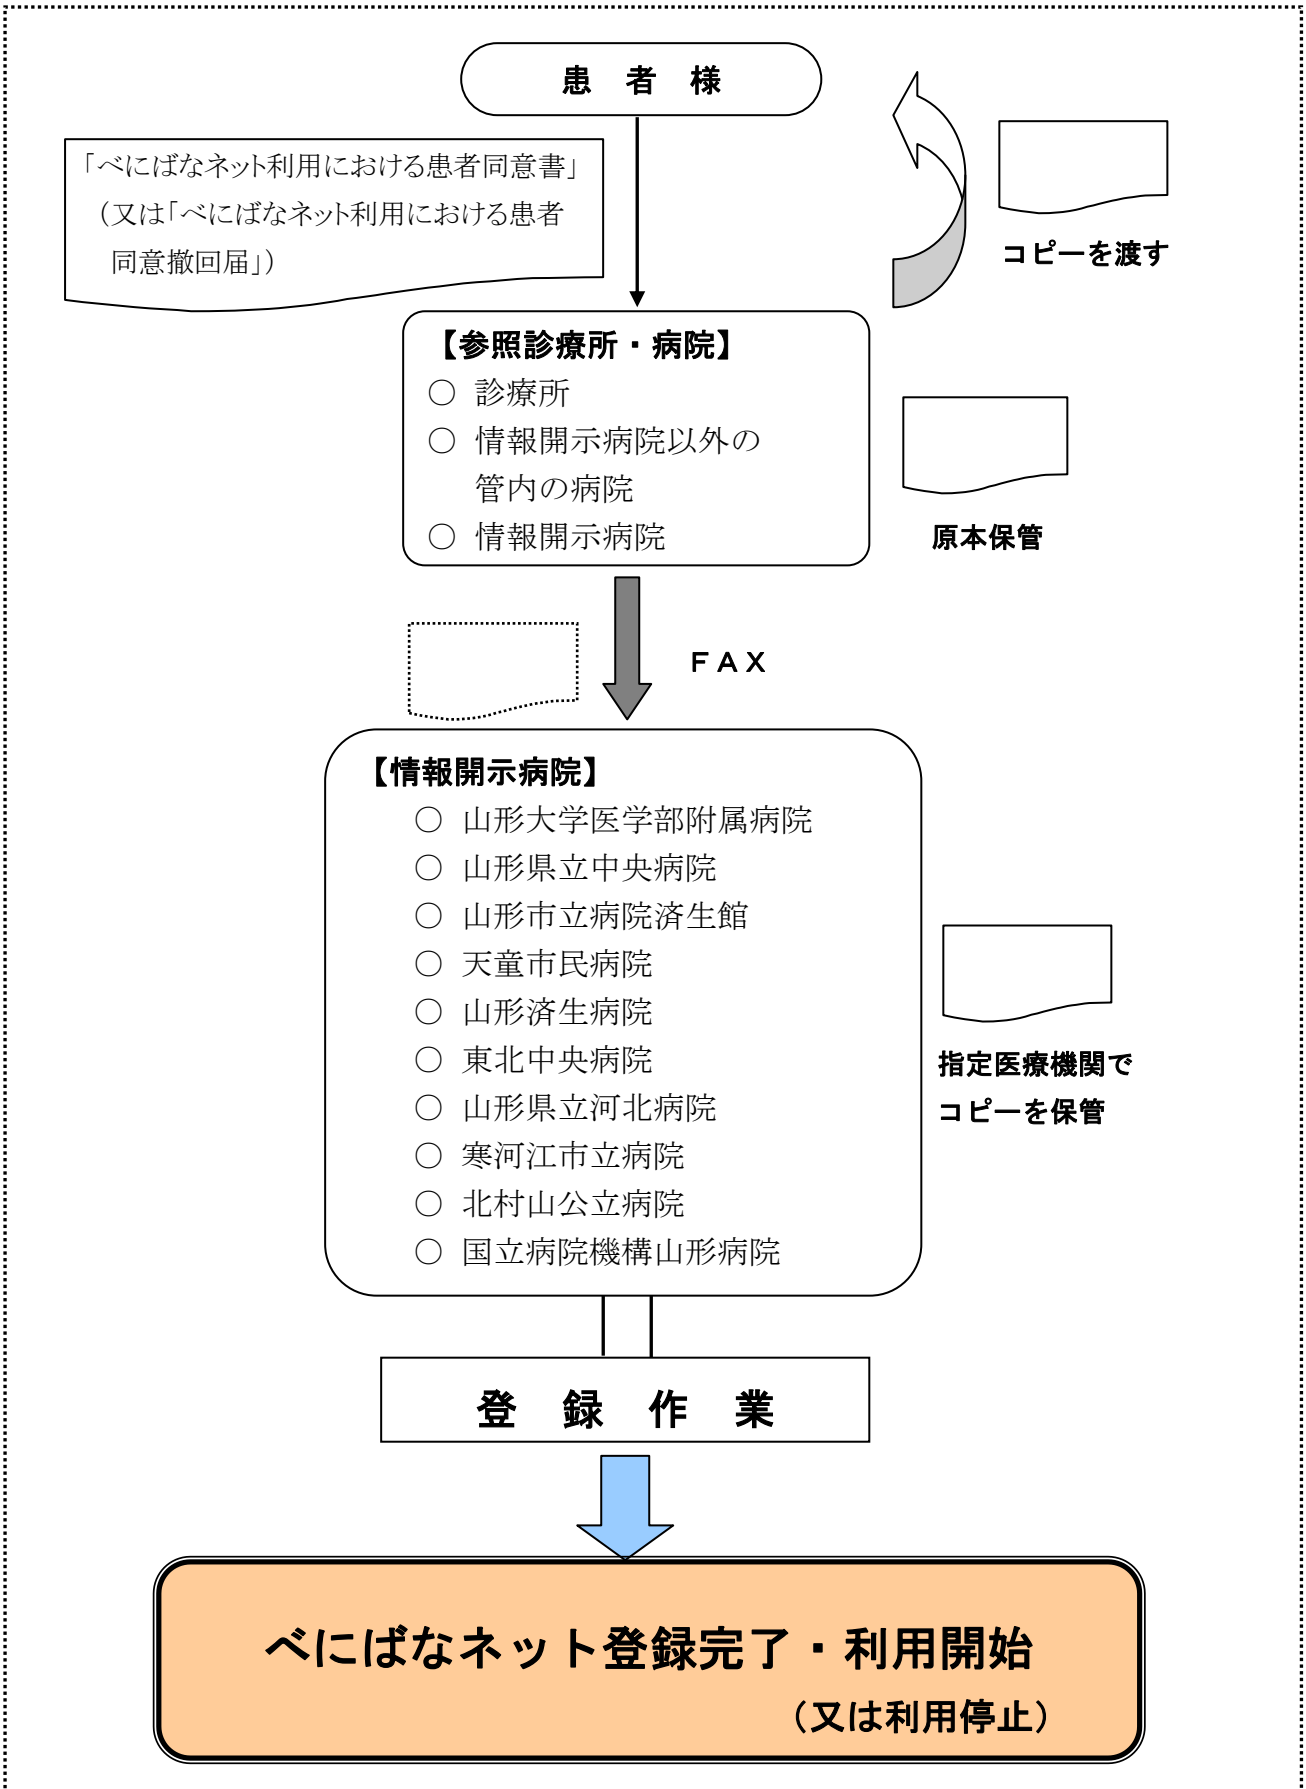 患　者　様
「べにばなネット利用における患者同意書」
（又は「べにばなネット利用における患者
同意撤回届」）
コピーを渡す
【参照診療所・病院】
○ 診療所
○ 情報開示病院以外の
管内の病院
○ 情報開示病院
原本保管
ＦＡＸ
【情報開示病院】
○ 山形大学医学部附属病院
○ 山形県立中央病院
○ 山形市立病院済生館
○ 天童市民病院
○ 山形済生病院
○ 東北中央病院
○ 山形県立河北病院
○ 寒河江市立病院
○ 北村山公立病院
○ 国立病院機構山形病院
指定医療機関で
コピーを保管
登　録　作　業
べにばなネット登録完了・利用開始
（又は利用停止）